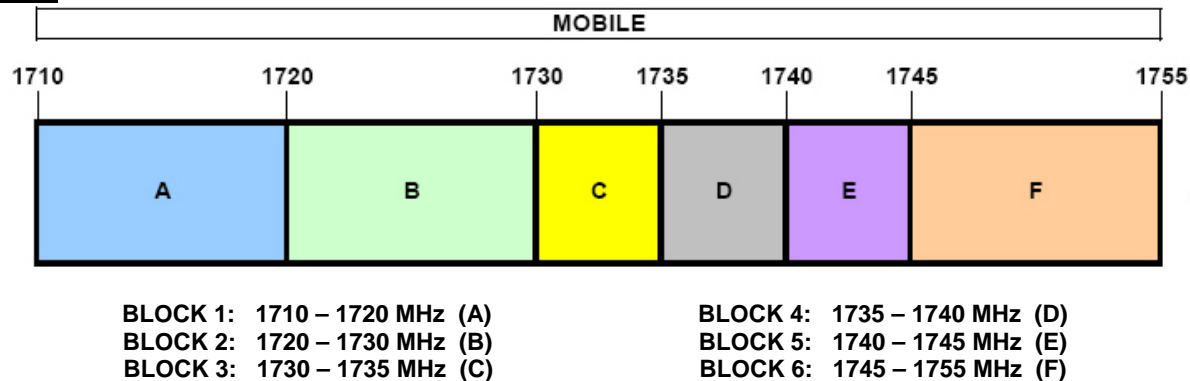 MOBILE
1710 1720 1730 1735 1740 1745 1755
A B C D E F
BLOCK 1: 1710 – 1720 MHz (A)
BLOCK 2: 1720 – 1730 MHz (B)
BLOCK 3: 1730 – 1735 MHz (C)
BLOCK 4: 1735 – 1740 MHz (D)
BLOCK 5: 1740 – 1745 MHz (E)
BLOCK 6: 1745 – 1755 MHz (F)